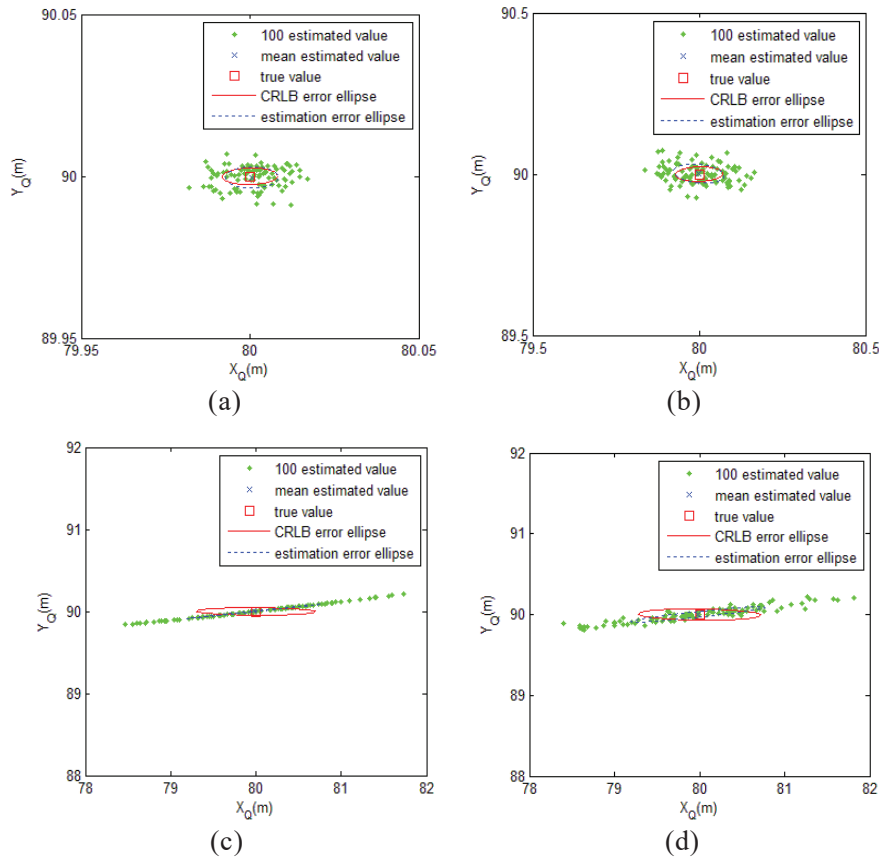 90.05
90
89.95
Y_Q(m)
100 estimated value
mean estimated value
true value
CRLB error ellipse
estimation error ellipse
79.95 80 80.05
X_Q(m)
(a)
90.5
90
89.5
Y_Q(m)
100 estimated value
mean estimated value
true value
CRLB error ellipse
estimation error ellipse
79.5 80 80.5
X_Q(m)
(b)
92
91
90
89
88
Y_Q(m)
100 estimated value
mean estimated value
true value
CRLB error ellipse
estimation error ellipse
78 79 80 81 82
X_Q(m)
(c)
92
91
90
89
88
Y_Q(m)
100 estimated value
mean estimated value
true value
CRLB error ellipse
estimation error ellipse
78 79 80 81 82
X_Q(m)
(d)